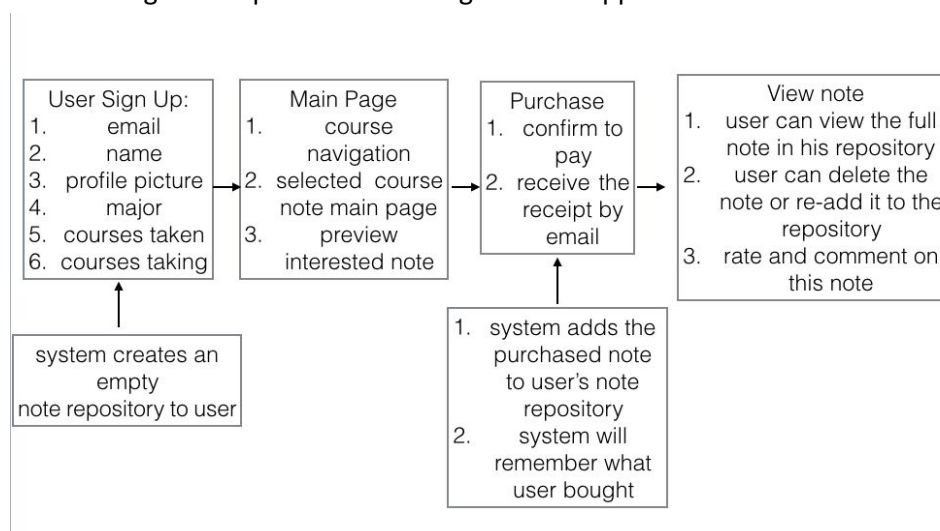 User Sign Up:
1. email
2. name
3. profile picture
4. major
5. courses taken
6. courses taking
Main Page
1. course
navigation
2. selected course
note main page
3. preview
interested note
Purchase
1. confirm to
pay
2. receive the
receipt by
email
View note
1. user can view the full
note in his repository
2. user can delete the
note or re-add it to the
repository
3. rate and comment on
this note
system creates an
empty
note repository to user
1. system adds the
purchased note
to user's note
repository
2. system will
remember what
user bought